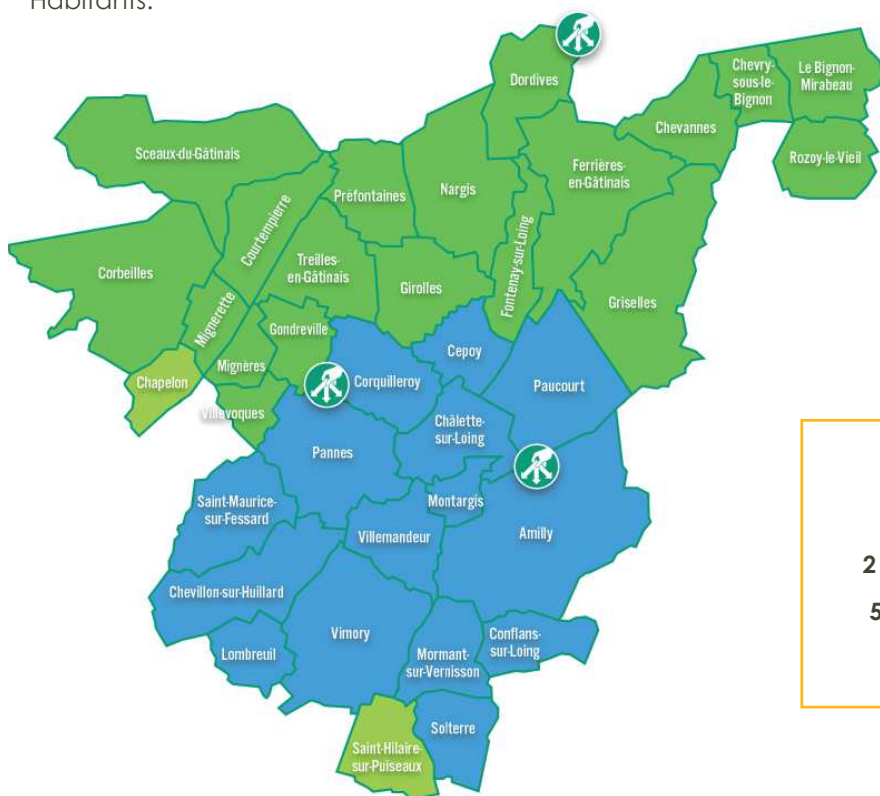 Habitants.
Dordives
Chevry-
sous-le-
Bignon
Le Bignon-
Mirabeau
Chevannes
Sceaux-du-Gâtinais
Rozoy-le-Vieil
Ferrières-
en-Gâtinais
Préfontaines
Nargis
Courtempierre
Fontenay-sur-Loing
Treilles-
en-Gâtinais
Corbeilles
Girolles
Griselles
Mignerette
Gondreville
Cepoy
Mignères
Chapelon
Corquilleroy
Paucourt
Villevoques
Châlette-
sur-Loing
Pannes
Saint-Maurice-
sur-Fessard
Montargis
Villemandeur
Amilly
2
5
Chevillon-sur-Huillard
Vimory
Conflans-
sur-Loing
Lombreuil
Mormant-
sur-Vernisson
Solterre
Saint-Hilaire-
sur-Puiseaux